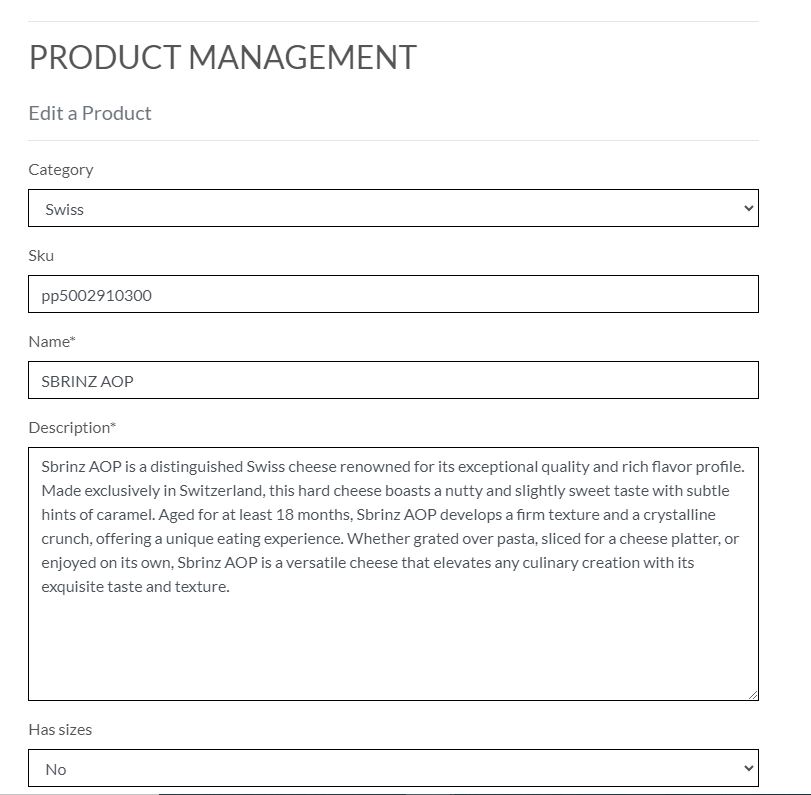 PRODUCT MANAGEMENT
Edit a Product
Category
Swiss
Sku
pp5002910300
Name*
SBRINZ AOP
Description*
Sbrinz AOP is a distinguished Swiss cheese renowned for its exceptional quality and rich flavor profile.
Made exclusively in Switzerland, this hard cheese boasts a nutty and slightly sweet taste with subtle
hints of caramel. Aged for at least 18 months, Sbrinz AOP develops a firm texture and a crystalline
crunch, offering a unique eating experience. Whether grated over pasta, sliced for a cheese platter, or
enjoyed on its own, Sbrinz AOP is a versatile cheese that elevates any culinary creation with its
exquisite taste and texture.
Has sizes
No